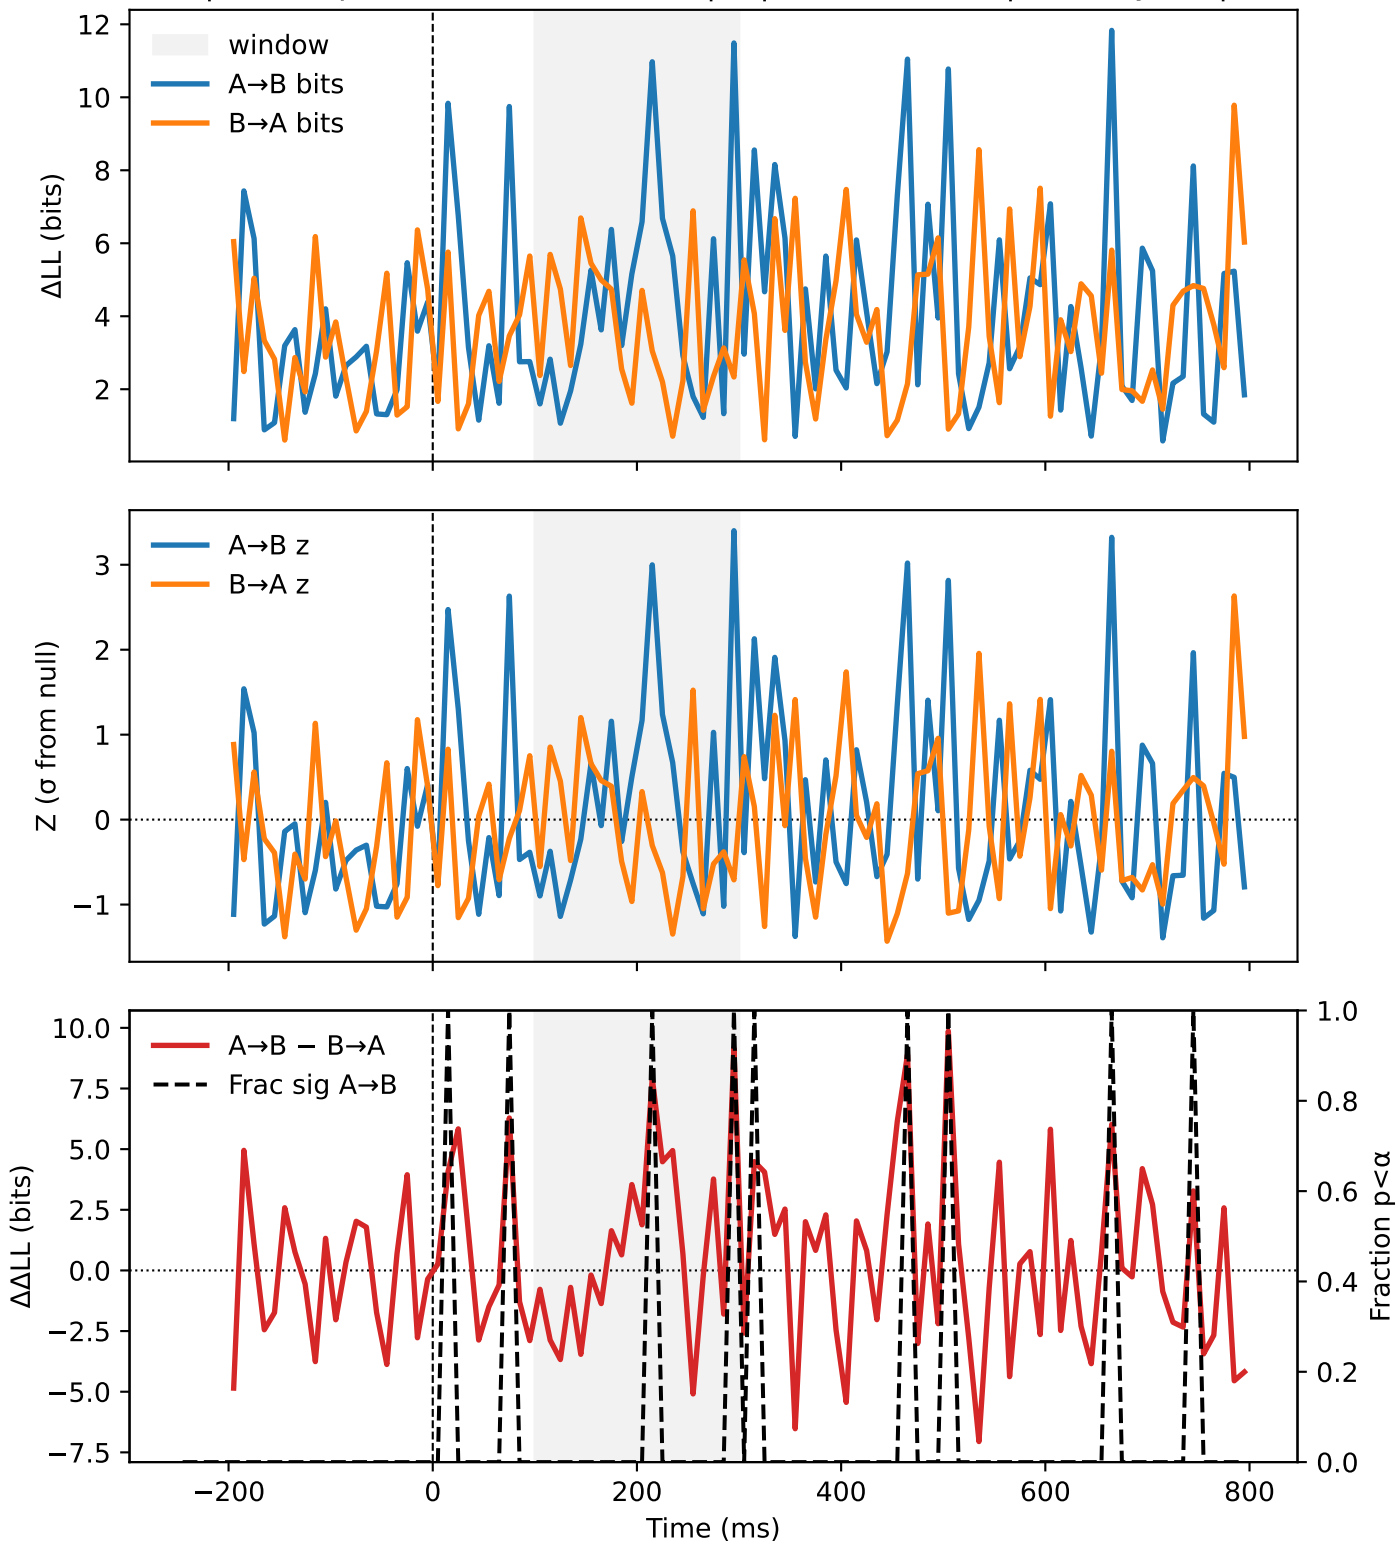 12
10
8
6
4
2
ΔLL (bits)
window
A→B bits
B→A bits
3
2
1
0
−1
Z (σ from null)
A→B z
B→A z
10.0
7.5
5.0
2.5
0.0
−2.5
−5.0
−7.5
ΔΔLL (bits)
A→B − B→A
Frac sig A→B
1.0
0.8
0.6
0.4
0.2
0.0
Fraction p<α
−200 0 200 400 600 800
Time (ms)